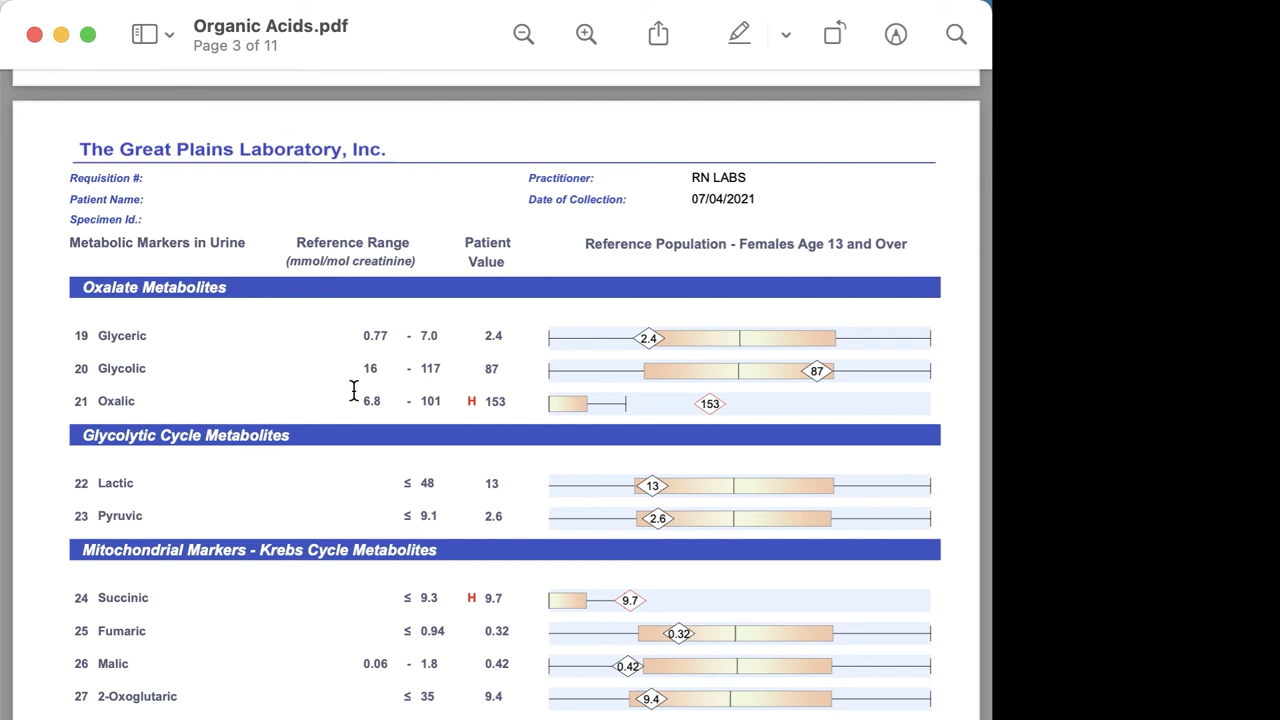 Organic Acids.pdf
Page 3 of 11
The Great Plains Laboratory, Inc.
Requisition #: Practitioner: RN LABS
Patient Name: Date of Collection: 07/04/2021
Specimen Id.:
Metabolic Markers in Urine Reference Range Patient Reference Population - Females Age 13 and Over
(mmol/mol creatinine) Value
Oxalate Metabolites
19 Glyceric 0.77 - 7.0 2.4 2.4
20 Glycolic 16 - 117 87 87
21 Oxalic 6.8 - 101 H 153 153
Glycolytic Cycle Metabolites
22 Lactic ≤ 48 13 13
23 Pyruvic ≤ 9.1 2.6 2.6
Mitochondrial Markers - Krebs Cycle Metabolites
24 Succinic ≤ 9.3 H 9.7 9.7
25 Fumaric ≤ 0.94 0.32 0.32
26 Malic 0.06 - 1.8 0.42 0.42
27 2-Oxoglutaric ≤ 35 9.4 9.4